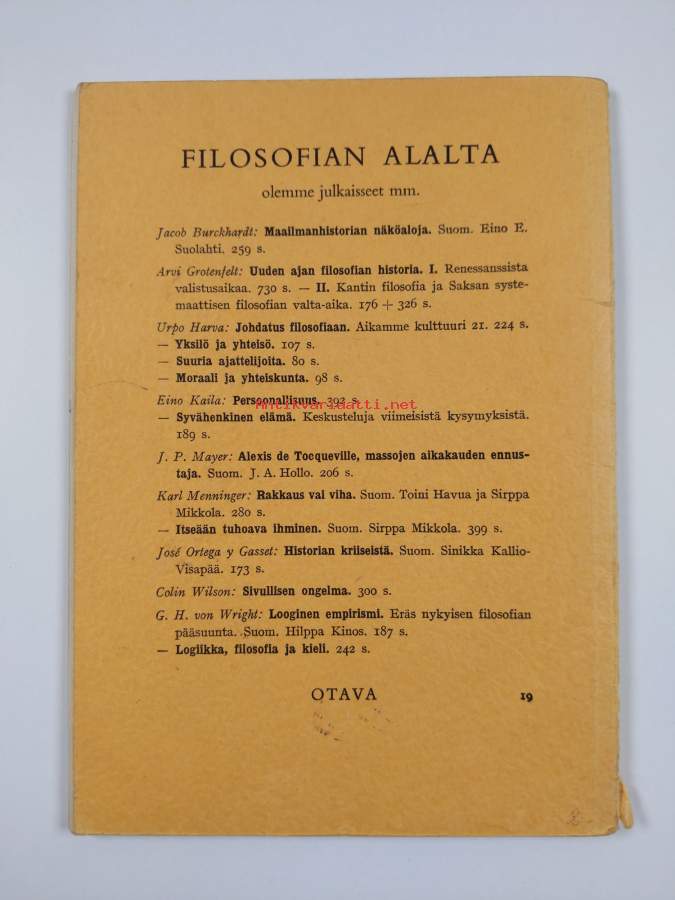 FILOSOFIAN ALALTA
olemme julkaisseet mm.
Jacob Burckhardt: Maailmanhistorian näköaloja. Suom. Eino E.
Suolahti. 259 s.
Arvi Grotenfelt: Uuden ajan filosofian historia. I. Renessanssista
valistusaikaa. 730 s. — II. Kantin filosofia ja Saksan syste-
maattisen filosofian valta-aika. 176 + 326 s.
Urpo Harva: Johdatus filosofiaan. Aikamme kulttuuri 21. 224 s.
— Yksilö ja yhteisö. 107 s.
— Suuria ajattelijoita. 80 s.
— Moraali ja yhteiskunta. 98 s.
Eino Kaila: Persoonallisuus. 392 s.
Antikvariaatti.net
— Syvähenkinen elämä. Keskusteluja viimeisistä kysymyksistä.
189 s.
J. P. Mayer: Alexis de Tocqueville, massojen aikakauden ennus-
taja. Suom. J. A. Hollo. 206 s.
Karl Menninger: Rakkaus vai viha. Suom. Toini Havua ja Sirppa
Mikkola. 280 s.
— Itseään tuhoava ihminen. Suom. Sirppa Mikkola. 399 s.
José Ortega y Gasset: Historian kriiseistä. Suom. Sinikka Kallio-
Visapää. 173 s.
Colin Wilson: Sivullisen ongelma. 300 s.
G. H. von Wright: Looginen empirismi. Eräs nykyisen filosofian
pääsuunta. Suom. Hilppa Kinos. 187 s.
— Logiikka, filosofia ja kieli. 242 s.
OTAVA 19